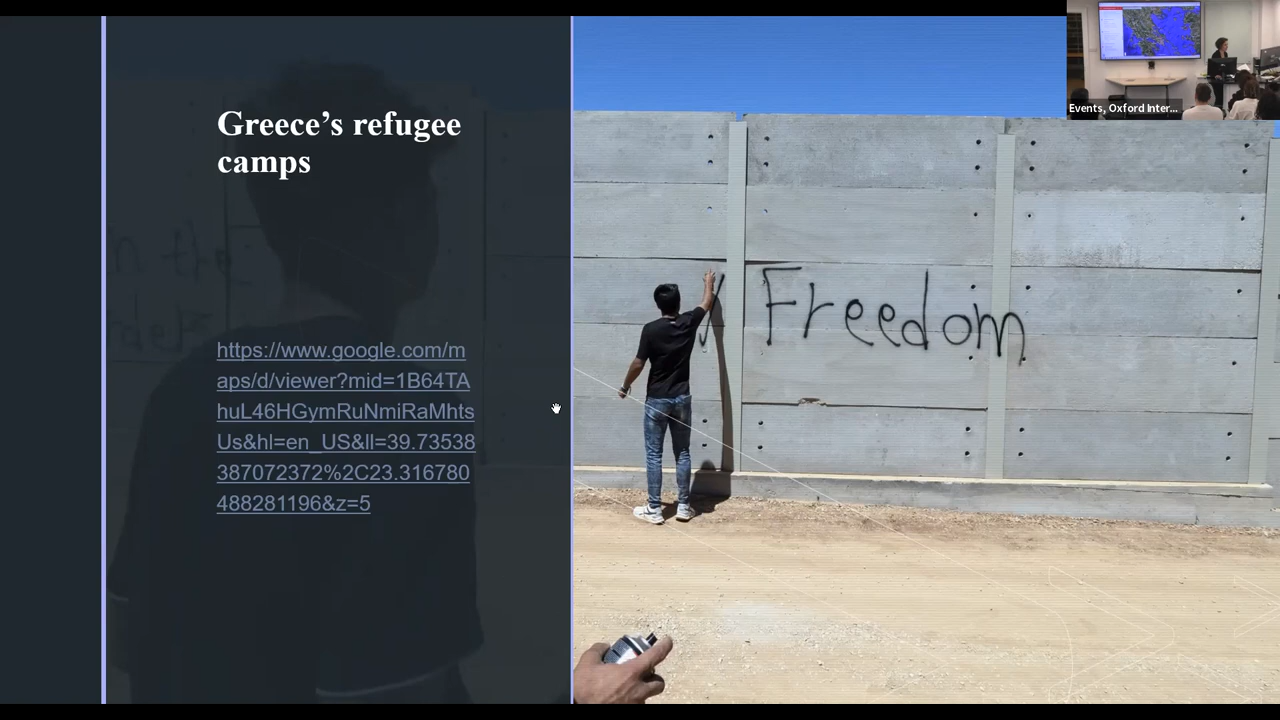 Greece’s refugee
camps
https://www.google.com/m
aps/d/viewer?mid=1B64TA
huL46HGymRuNmiRaMhts
Us&hl=en_US&ll=39.73538
387072372%2C23.316780
488281196&z=5
Freedom
Events, Oxford Inter...